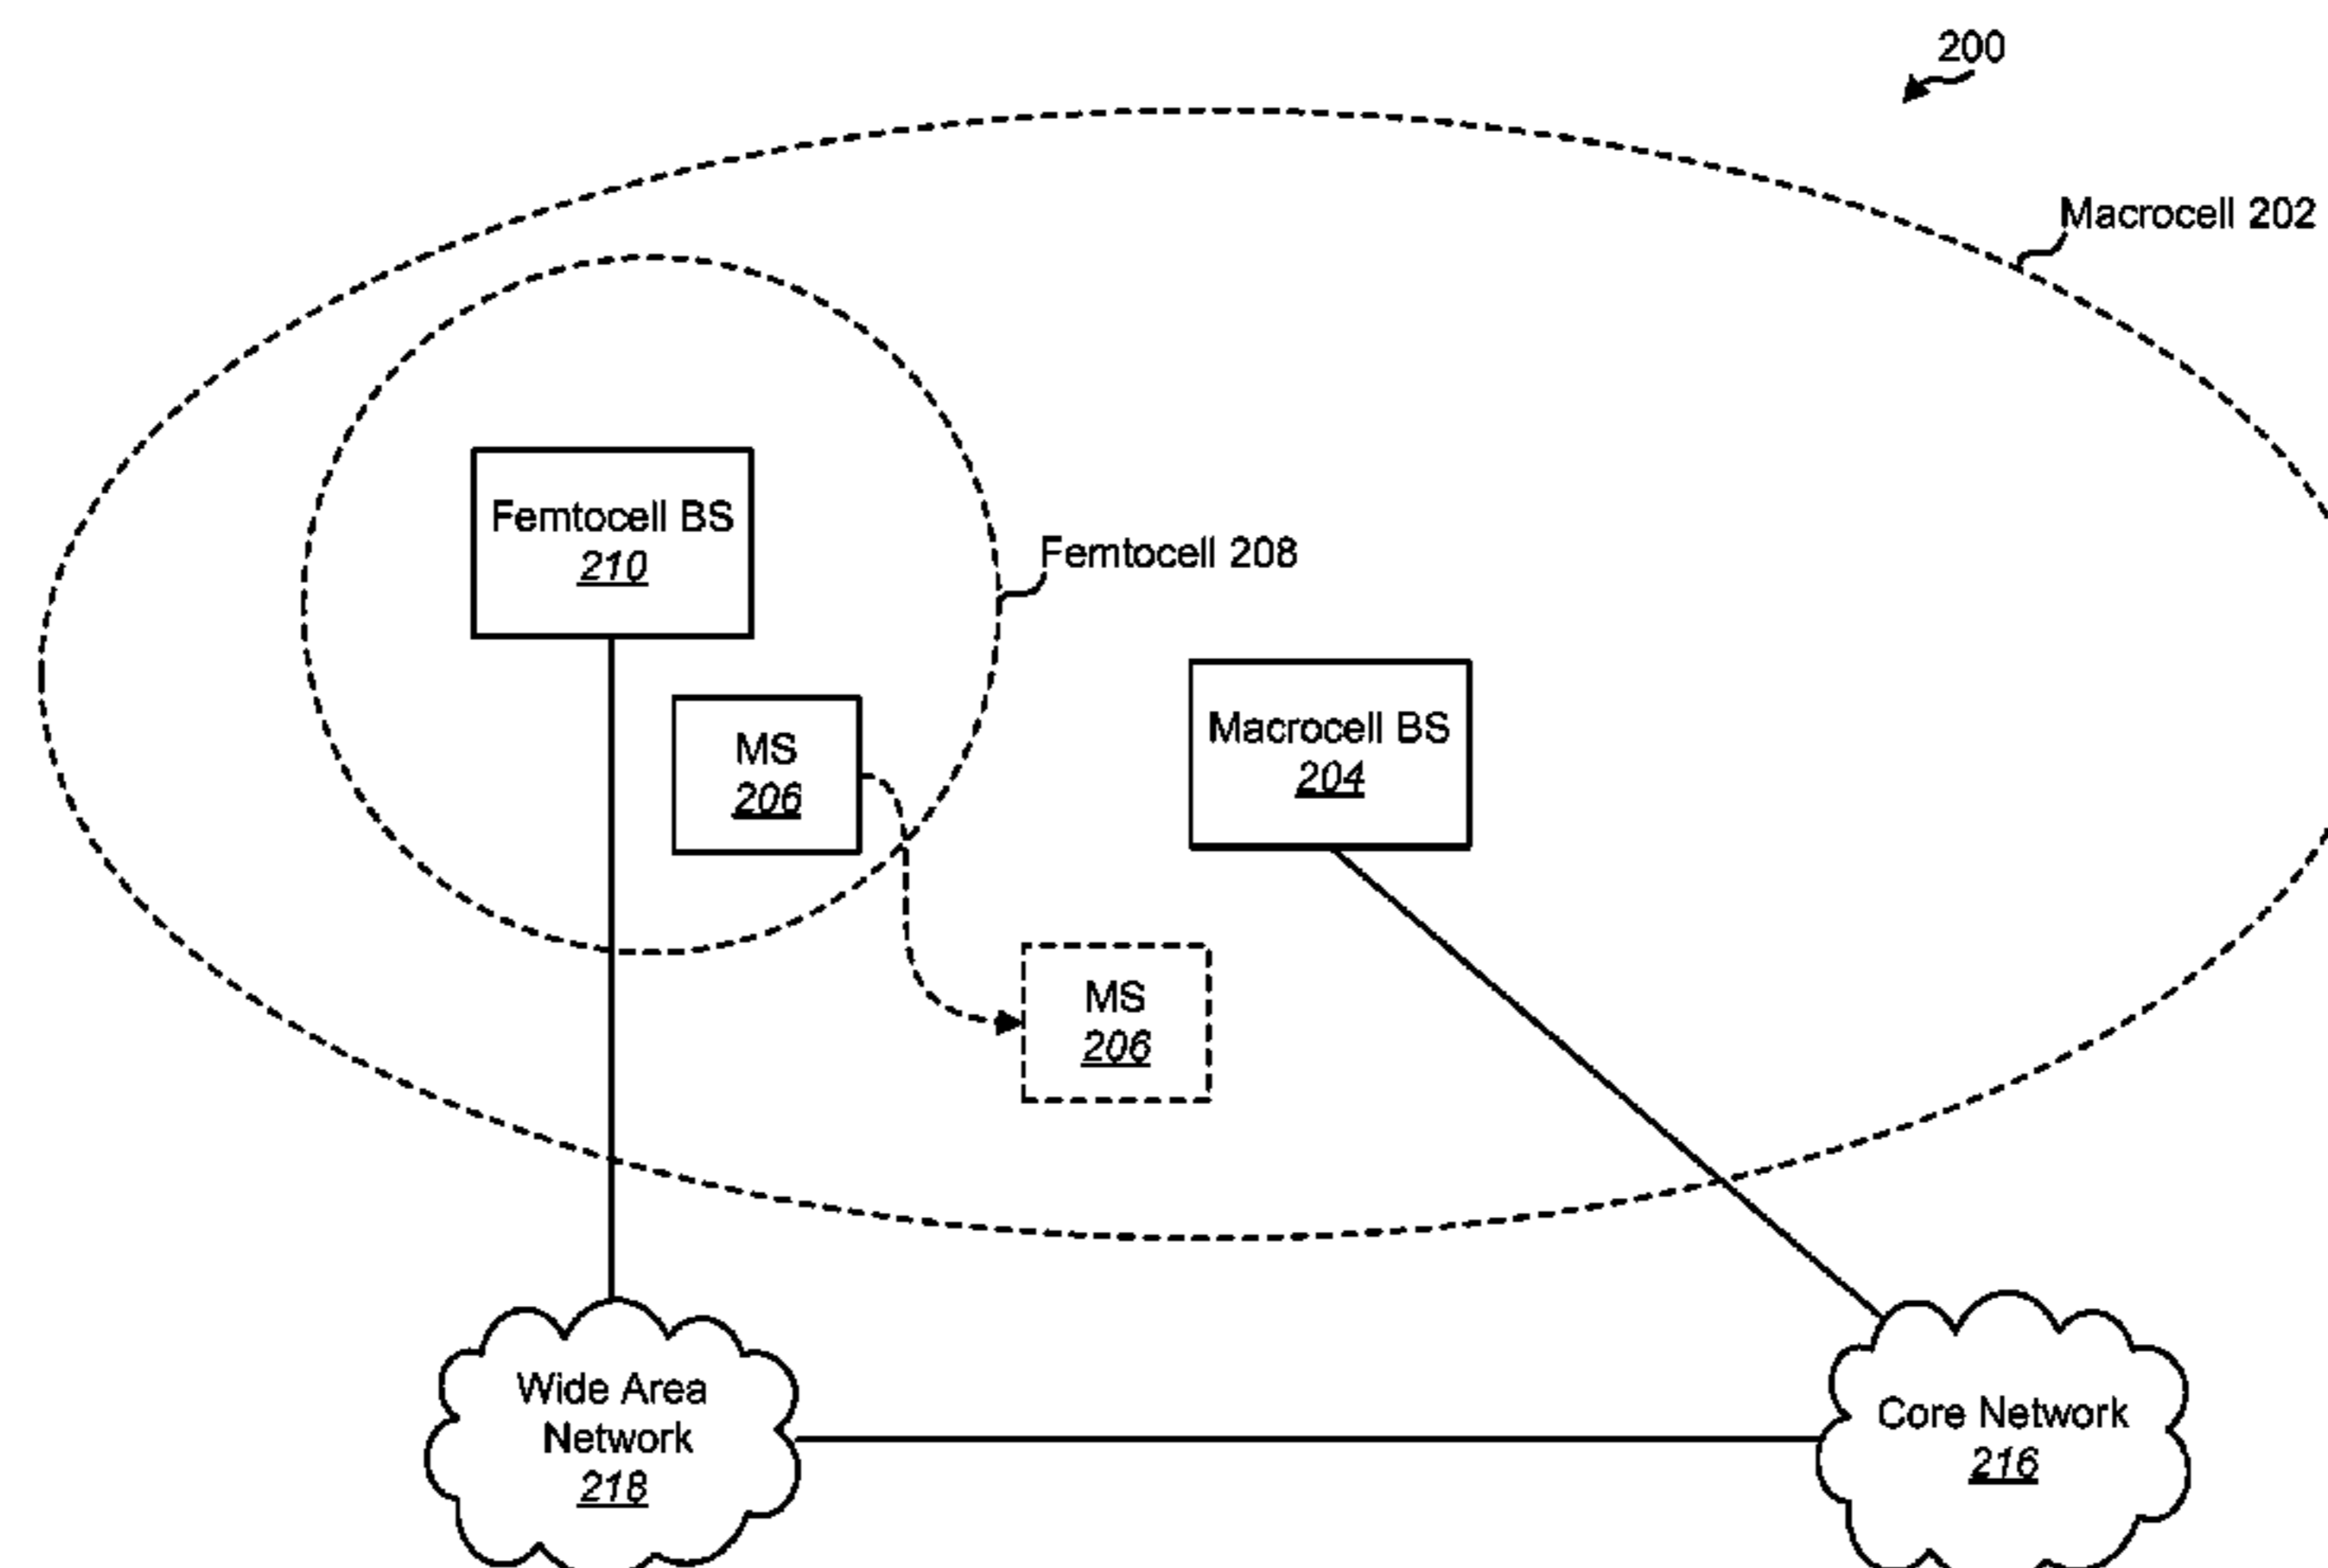 200
Macrocell 202
Femtocell BS
210
Femtocell 208
MS
206
Macrocell BS
204
MS
206
Wide Area
Network
218
Core Network
216